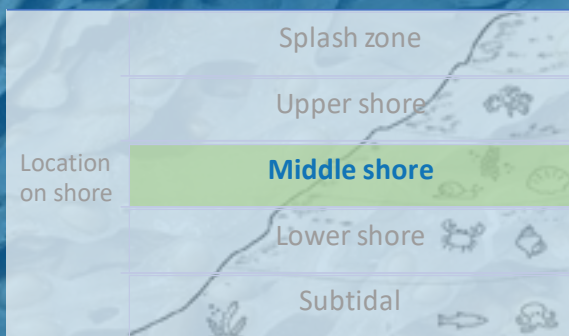 Splash zone
Upper shore
Location
on shore
Middle shore
Lower shore
Subtidal